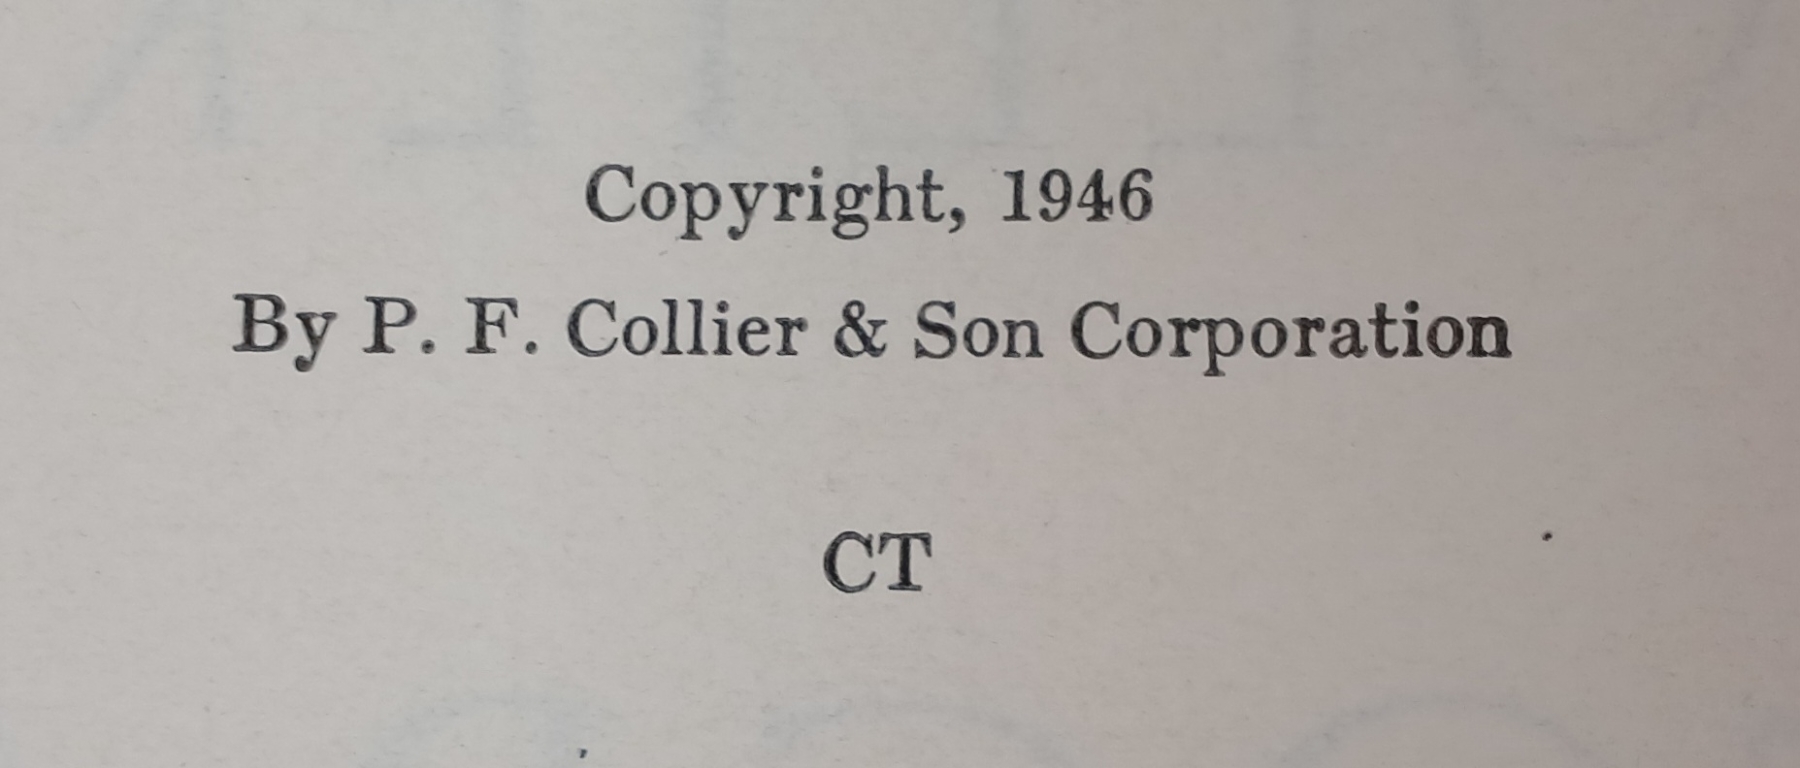 Copyright, 1946
By P. F. Collier & Son Corporation
CT